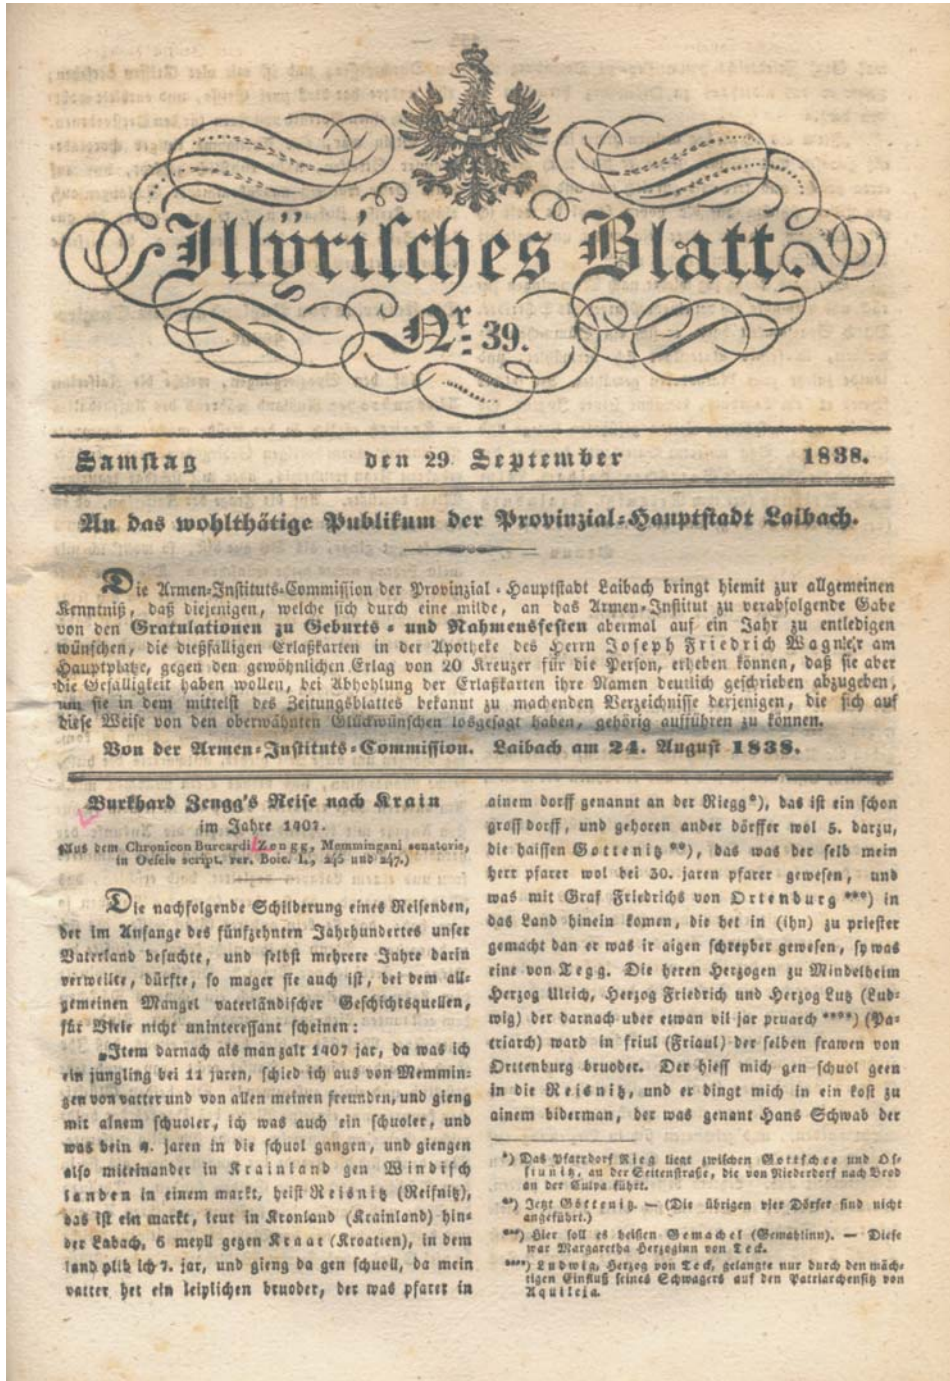 Illÿrisches Blatt.
Nr. 39.
Samstag den 29. September 1838.
An das wohlthätige Publikum der Provinzial-Hauptstadt Laibach.
Die Armen-Instituts-Commission der Provinzial-Hauptstadt Laibach bringt hiemit zur allgemeinen
Kenntniß, daß diejenigen, welche sich durch eine milde, an das Armen-Institut zu verabfolgende Gabe
von den Gratulationen zu Geburts- und Nahmensfesten abermal auf ein Jahr zu entledigen
wünschen, die dießfälligen Erlaßkarten in der Apotheke des Herrn Joseph Friedrich Wagner am
Hauptplatze, gegen den gewöhnlichen Erlag von 20 Kreuzer für die Person, erheben können, daß sie aber
die Gefälligkeit haben wollen, bei Abhohlung der Erlaßkarten ihre Namen deutlich geschrieben abzugeben,
um sie in dem mittelst des Zeitungsblattes bekannt zu machenden Verzeichnisse derjenigen, die sich auf
diese Weise von den oberwähnten Glückwünschen losgesagt haben, gehörig aufführen zu können.
Von der Armen-Instituts-Commission. Laibach am 24. August 1838.
Burkhard Zengg's Reise nach Krain
im Jahre 1407.
(Aus dem Chronicon Burcardi Zongg, Memmingani senatoris,
in Oefele script. rer. Boic. I., 245 und 247.)
Die nachfolgende Schilderung eines Reisenden,
der im Anfange des fünfzehnten Jahrhundertes unser
Vaterland besuchte, und selbst mehrere Jahre darin
verweilte, dürfte, so mager sie auch ist, bei dem all-
gemeinen Mangel vaterländischer Geschichtsquellen,
für Viele nicht uninteressant scheinen:
„Item darnach als man zalt 1407 jar, da was ich
ein jungling bei 11 jaren, schied ich aus von Memmin-
gen von vatter und von allen meinen freunden, und gieng
mit ainem schuoler, ich was auch ein schuoler, und
was bein 4. jaren in die schuol gangen, und giengen
also miteinander in Krainland gen Windisch
landen in einem markt, heist Reisnitz (Reifnitz),
das ist ein markt, leut in Kronland (Krainland) hin-
der Labach, 6 meyll gegen Kraat (Kroatien), in dem
land plib ich 7. jar, und gieng da gen schuoll, da mein
vatter het ein leiplichen bruoder, der was pfarer in
ainem dorff genannt an der Riegg*), das ist ein schon
gross dorff, und gehoren ander dörffer wol 5. darzu,
die haissen Gottenitz **), das was der selb mein
herr pfarer wol bei 30. jaren pfarer gewesen, und
was mit Graf Friedrichs von Ortenburg ***) in
das Land hinein komen, die het in (ihn) zu priester
gemacht dan er was ir aigen schreyber gewesen, sy was
eine von Tegg. Die heren Herzogen zu Mindelheim
Herzog Ulrich, Herzog Friedrich und Herzog Lutz (Lud-
wig) der darnach uber etwan vil jar pruarch ****) (Pa-
triarch) ward in friul (Friaul) der selben frawen von
Orttenburg bruoder. Der hieff mich gen schuol geen
in die Reisnitz, und er dingt mich in ein kost zu
ainem biderman, der was genant Hans Schwab der
*) Das Pfarrdorf Rieg liegt zwischen Gottschee und Os-
siunitz, an der Seitenstraße, die von Niederdorf nach Brod
an der Culpa führt.
**) Jetzt Göttenitz. — (Die übrigen vier Dörfer sind nicht
angeführt.)
***) Hier soll es heißen Gemachel (Gemahlinn). — Diese
war Margaretha Herzoginn von Teck.
****) Ludwig, Herzog von Teck, gelangte nur durch den mäch-
tigen Einfluß seines Schwagers auf den Patriarchensitz von
Aquileja.